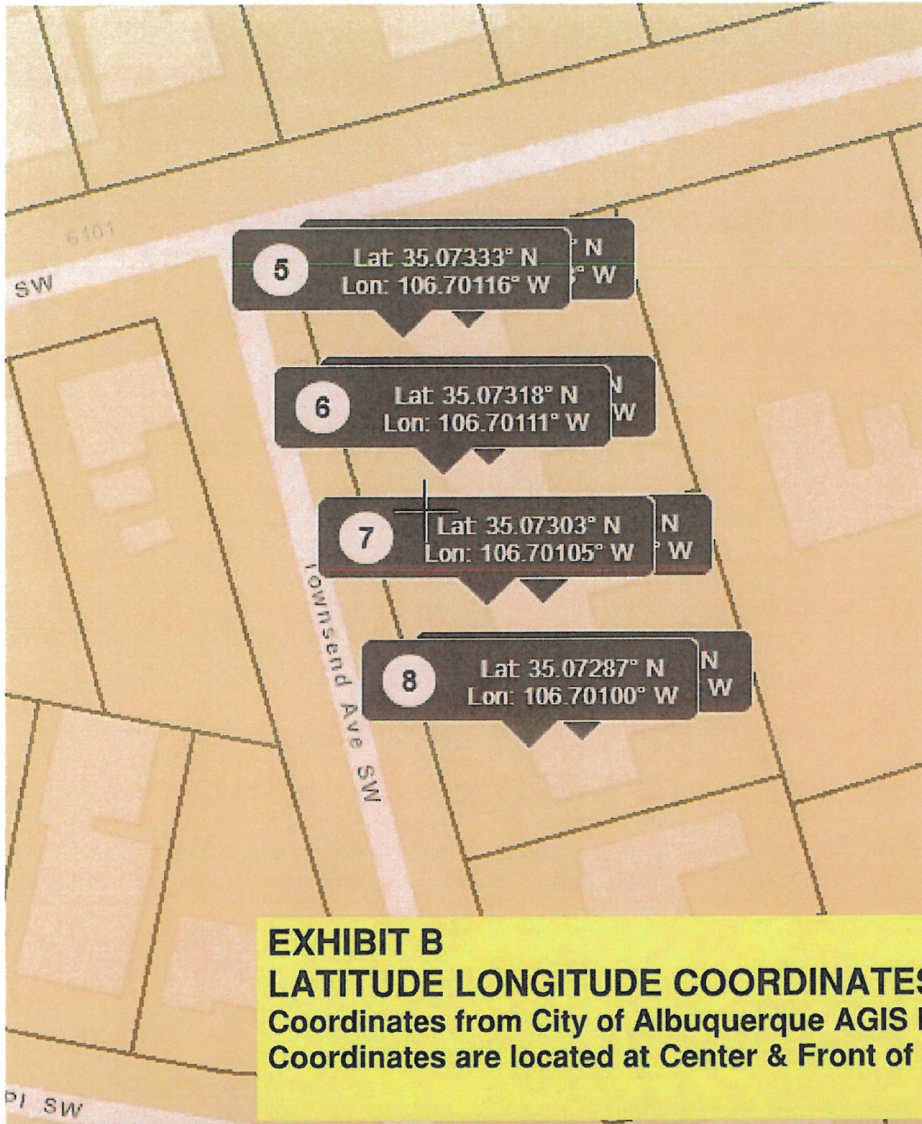 6101
SW
° N
° W
5
Lat: 35.07333° N
Lon: 106.70116° W
N
W
6
Lat: 35.07318° N
Lon: 106.70111° W
N
° W
7
Lat: 35.07303° N
Lon: 106.70105° W
N
W
8
Lat: 35.07287° N
Lon: 106.70100° W
Townsend Ave SW
EXHIBIT B
LATITUDE LONGITUDE COORDINATES
Coordinates from City of Albuquerque AGIS
Coordinates are located at Center & Front of
Pl SW